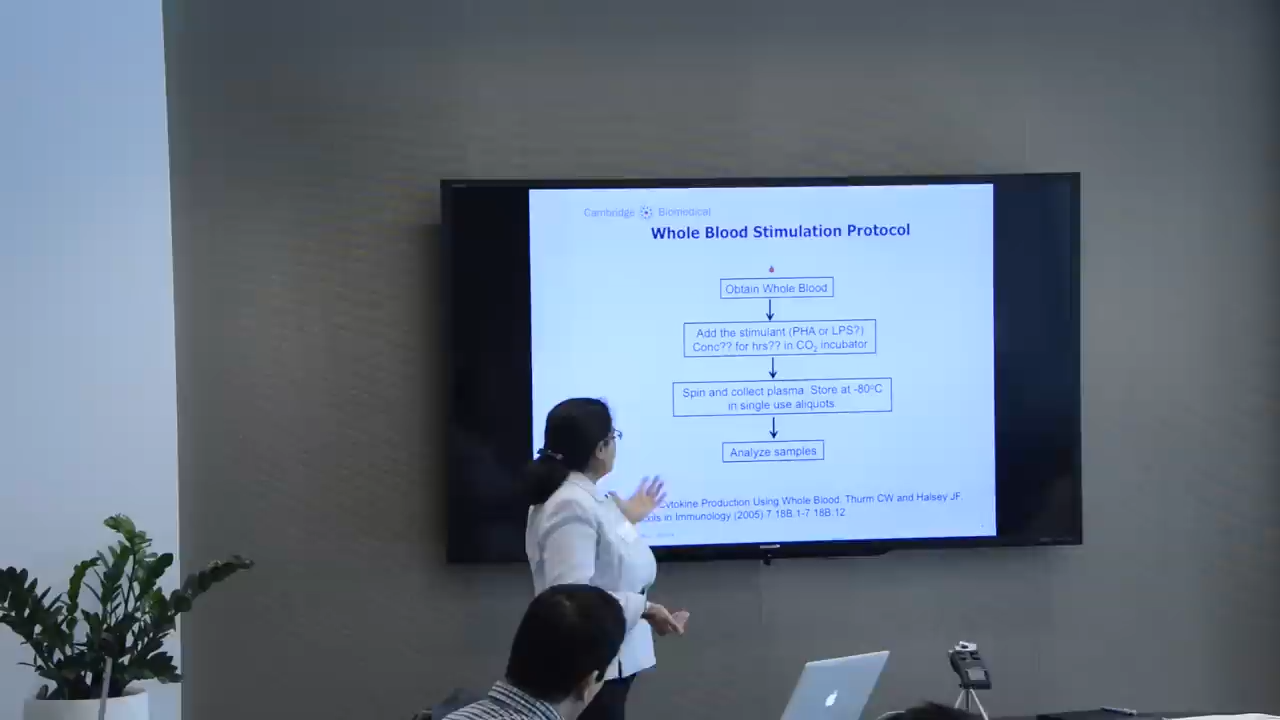 Cambridge Biomedical
Whole Blood Stimulation Protocol
Obtain Whole Blood
Add the stimulant (PHA or LPS?)
Conc?? for hrs?? in CO2 incubator
Spin and collect plasma. Store at -80°C
in single use aliquots
Analyze samples
Cytokine Production Using Whole Blood. Thurm CW and Halsey JF.
in Immunology (2005) 7 18B.1-7 18B.12